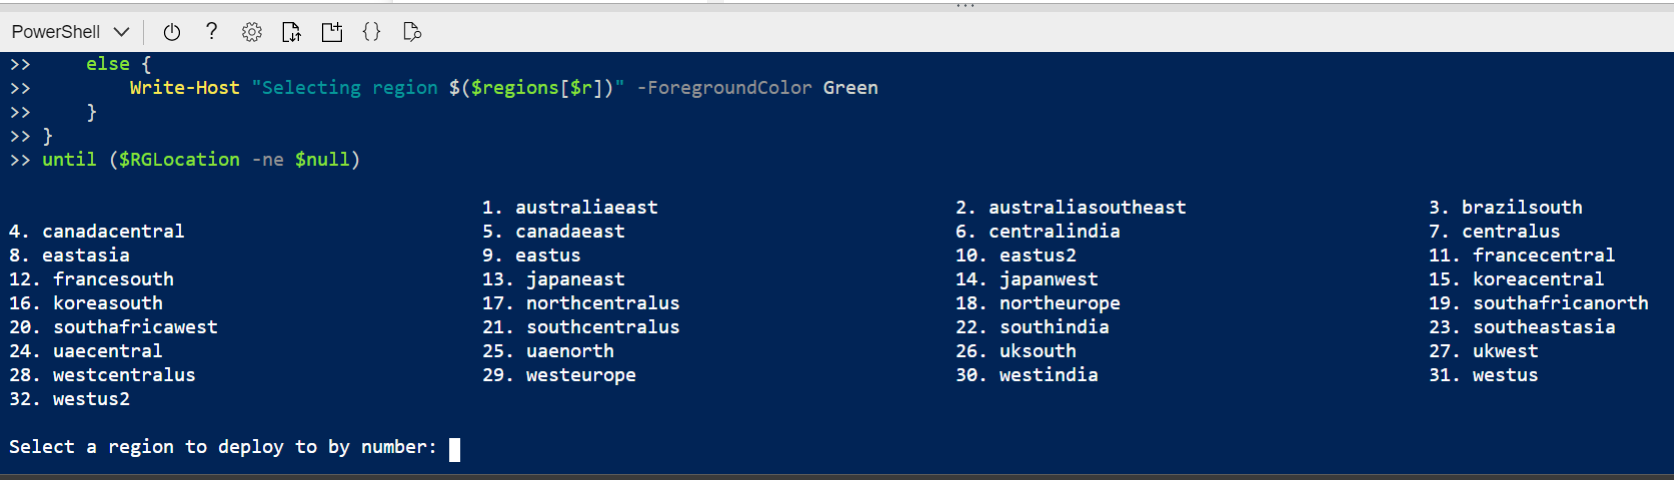 PowerShell ? { }
>>     else {
>>         Write-Host "Selecting region $($regions[$r])" -ForegroundColor Green
>>     }
>> }
>> until ($RGLocation -ne $null)
1. australiaeast 2. australiasoutheast 3. brazilsouth
4. canadacentral 5. canadaeast 6. centralindia 7. centralus
8. eastasia 9. eastus 10. eastus2 11. francecentral
12. francesouth 13. japaneast 14. japanwest 15. koreacentral
16. koreasouth 17. northcentralus 18. northeurope 19. southafricanorth
20. southafricawest 21. southcentralus 22. southindia 23. southeastasia
24. uaecentral 25. uaenorth 26. uksouth 27. ukwest
28. westcentralus 29. westeurope 30. westindia 31. westus
32. westus2
Select a region to deploy to by number: